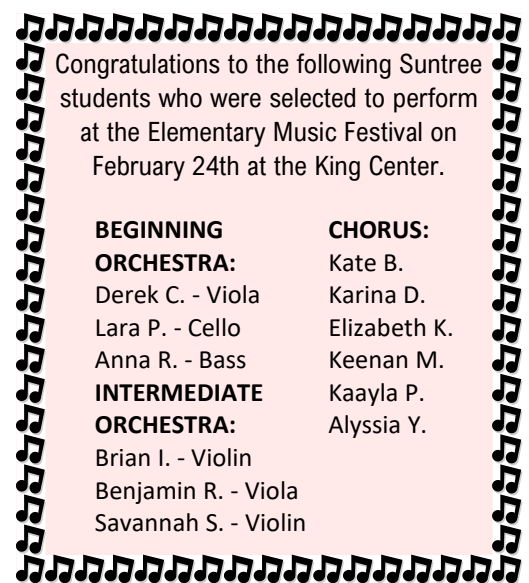 Congratulations to the following Suntree
students who were selected to perform
at the Elementary Music Festival on
February 24th at the King Center.
BEGINNING
ORCHESTRA:
Derek C. - Viola
Lara P. - Cello
Anna R. - Bass
INTERMEDIATE
ORCHESTRA:
Brian I. - Violin
Benjamin R. - Viola
Savannah S. - Violin
CHORUS:
Kate B.
Karina D.
Elizabeth K.
Keenan M.
Kaayla P.
Alyssia Y.